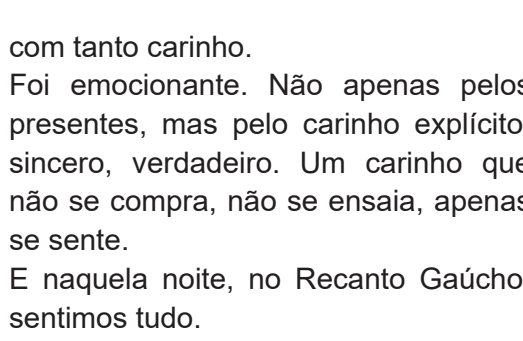 com tanto carinho.
Foi emocionante. Não apenas pelos
presentes, mas pelo carinho explícito
sincero, verdadeiro. Um carinho que
não se compra, não se ensaia, apenas
se sente.
E naquela noite, no Recanto Gaúcho
sentimos tudo.